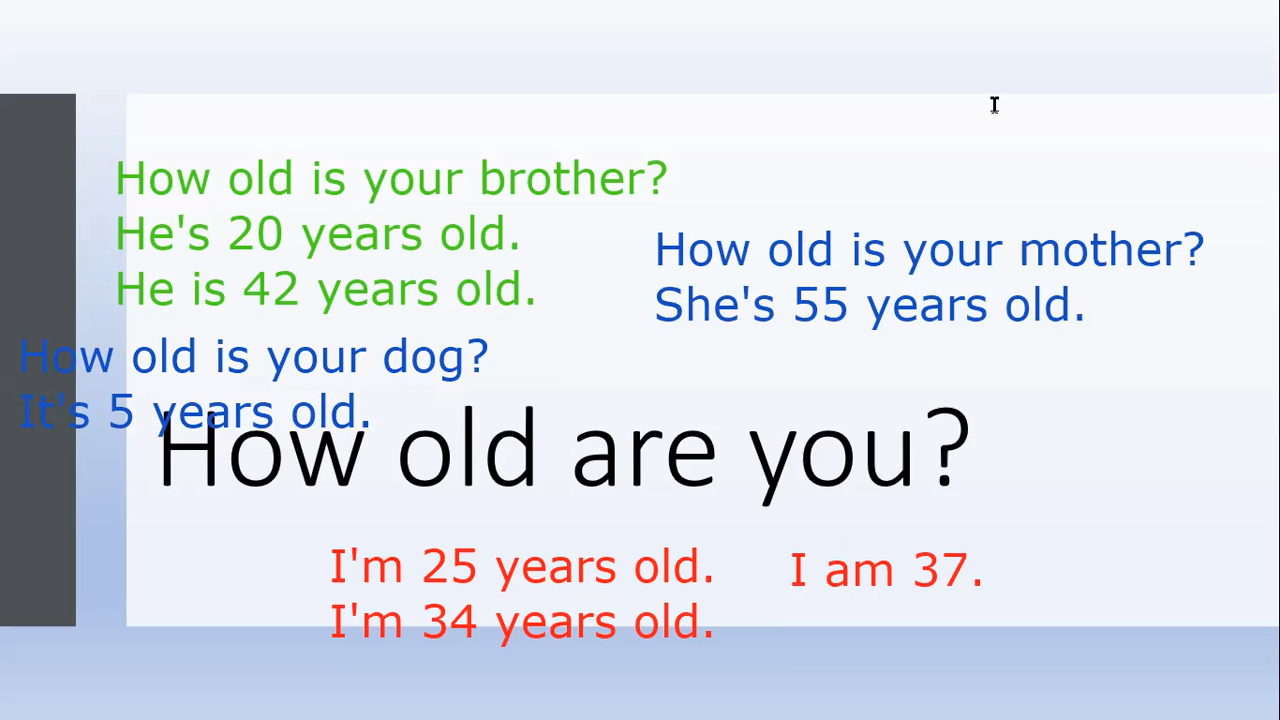 How old is your brother?
He's 20 years old.
He is 42 years old.
How old is your mother?
She's 55 years old.
How old is your dog?
It's 5 years old.
How old are you?
I'm 25 years old.
I'm 34 years old.
I am 37.